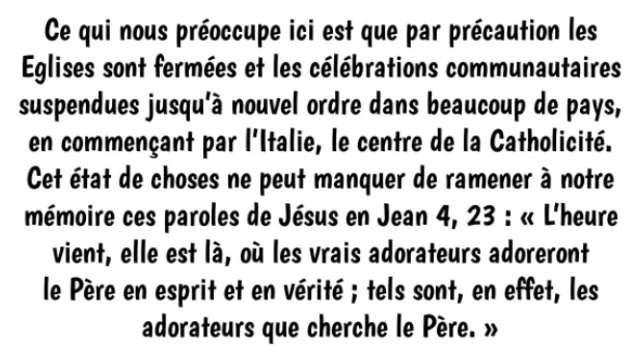 Ce qui nous préoccupe ici est que par précaution les
Eglises sont fermées et les célébrations communautaires
suspendues jusqu'à nouvel ordre dans beaucoup de pays,
en commençant par l'Italie, le centre de la Catholicité.
Cet état de choses ne peut manquer de ramener à notre
mémoire ces paroles de Jésus en Jean 4, 23 : « L'heure
vient, elle est là, où les vrais adorateurs adoreront
le Père en esprit et en vérité ; tels sont, en effet, les
adorateurs que cherche le Père. »